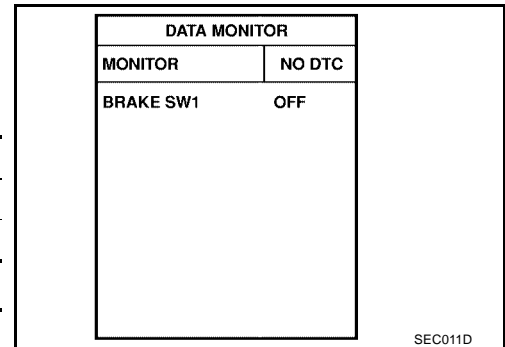 DATA MONITOR
MONITOR NO DTC
BRAKE SW1 OFF
SEC011D